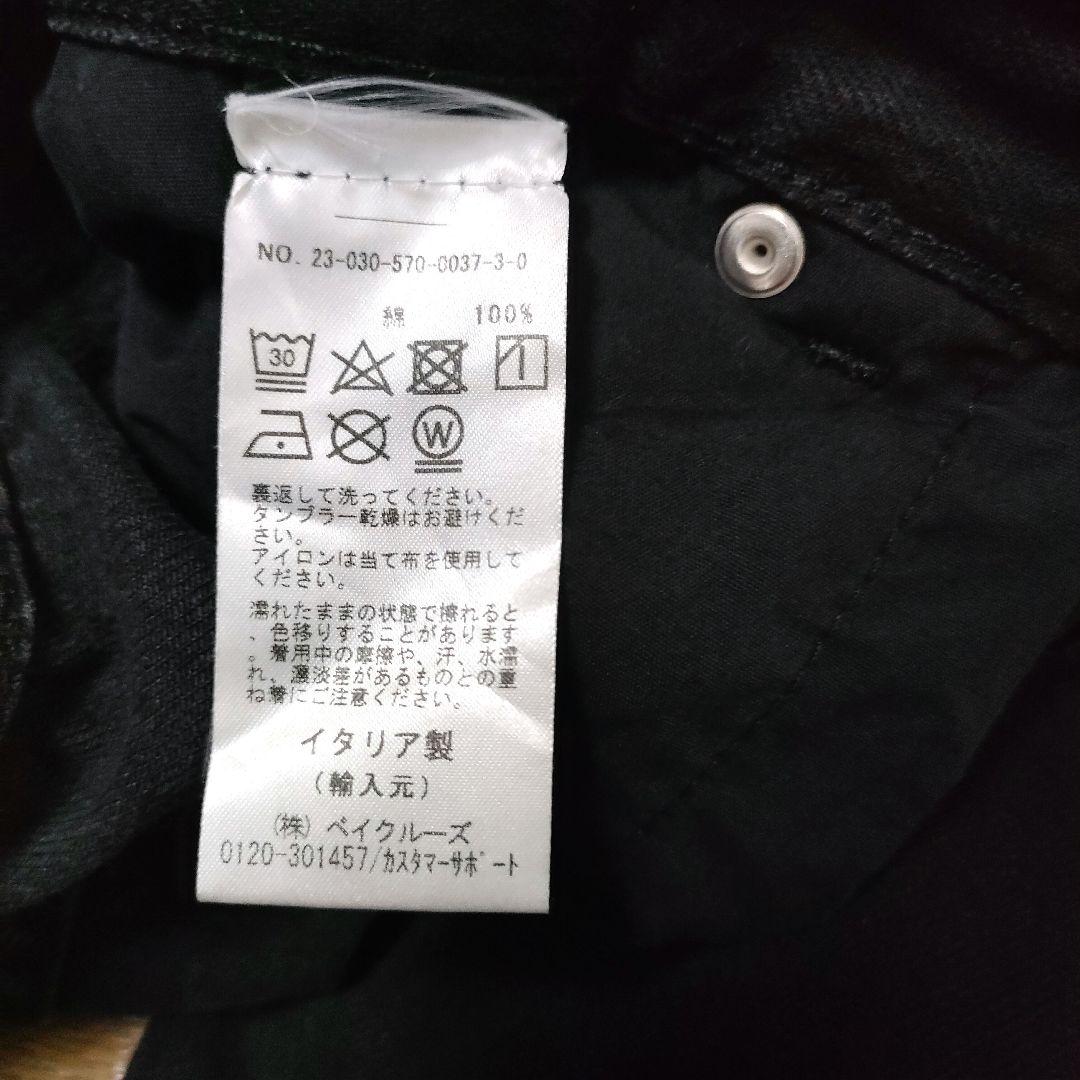 NO. 23-030-570-0037-3-0
綿 100%
30
W
裏返して洗ってください。
タンブラー乾燥はお避けくだ
さい。
アイロンは当て布を使用して
ください。
濡れたままの状態で擦れると
、色移りすることがあります
。着用中の摩擦や、汗、水濡
れ、濃淡差があるものとの重
ね着にご注意ください。
イタリア製
(輸入元)
(株)ベイクルーズ
0120-301457/カスタマーサポート